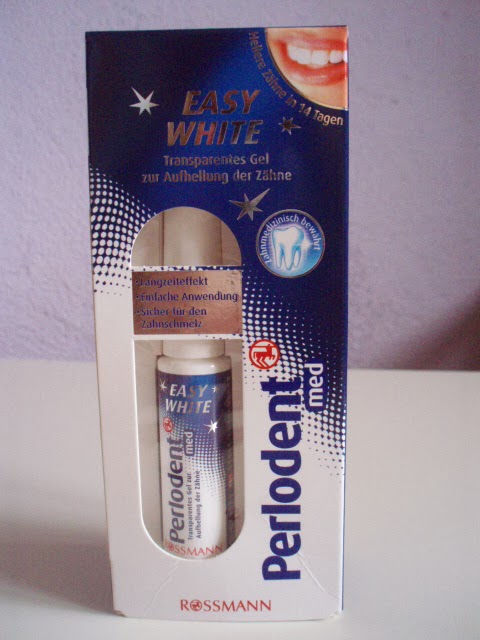 Hellere Zähne in 14 Tagen
EASY
WHITE
Transparentes Gel
zur Aufhellung der Zähne
Zahnmedizinisch bewährt
•Langzeiteffekt
•Einfache Anwendung
•Sicher für den
Zahnschmelz
Perlodent
med
EASY
WHITE
Perlodent
med
Transparentes Gel zur
Aufhellung der Zähne
ROSSMANN
ROSSMANN